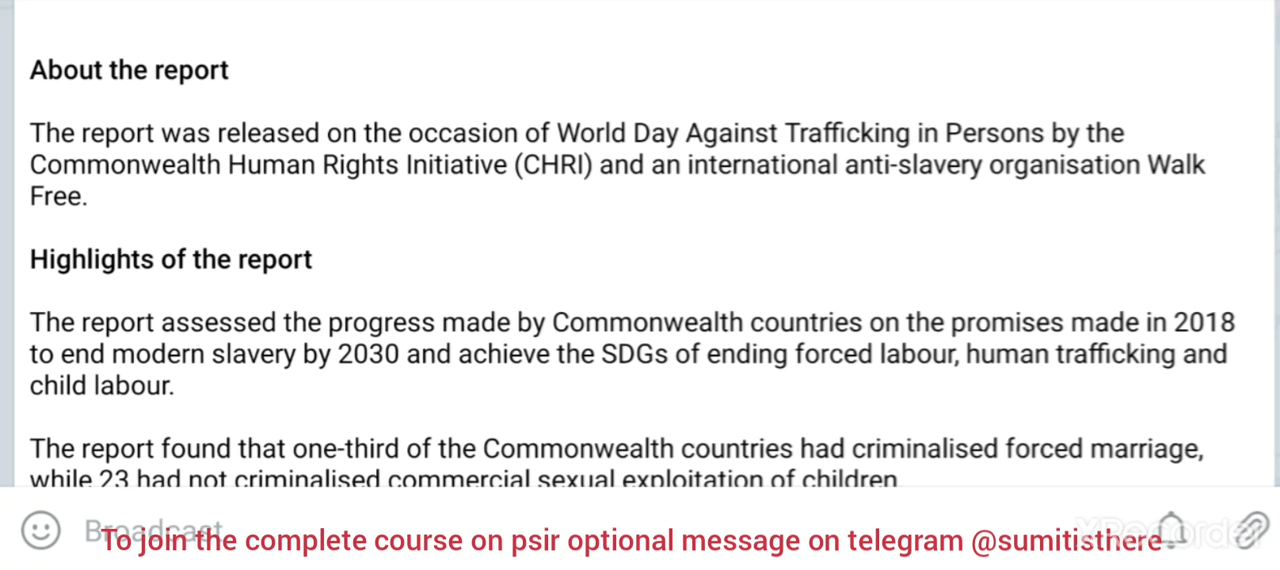 About the report
The report was released on the occasion of World Day Against Trafficking in Persons by the
Commonwealth Human Rights Initiative (CHRI) and an international anti-slavery organisation Walk
Free.
Highlights of the report
The report assessed the progress made by Commonwealth countries on the promises made in 2018
to end modern slavery by 2030 and achieve the SDGs of ending forced labour, human trafficking and
child labour.
The report found that one-third of the Commonwealth countries had criminalised forced marriage,
while 23 had not criminalised commercial sexual exploitation of children
Broadcast
To join the complete course on psir optional message on telegram @sumitisthere
XRecorder